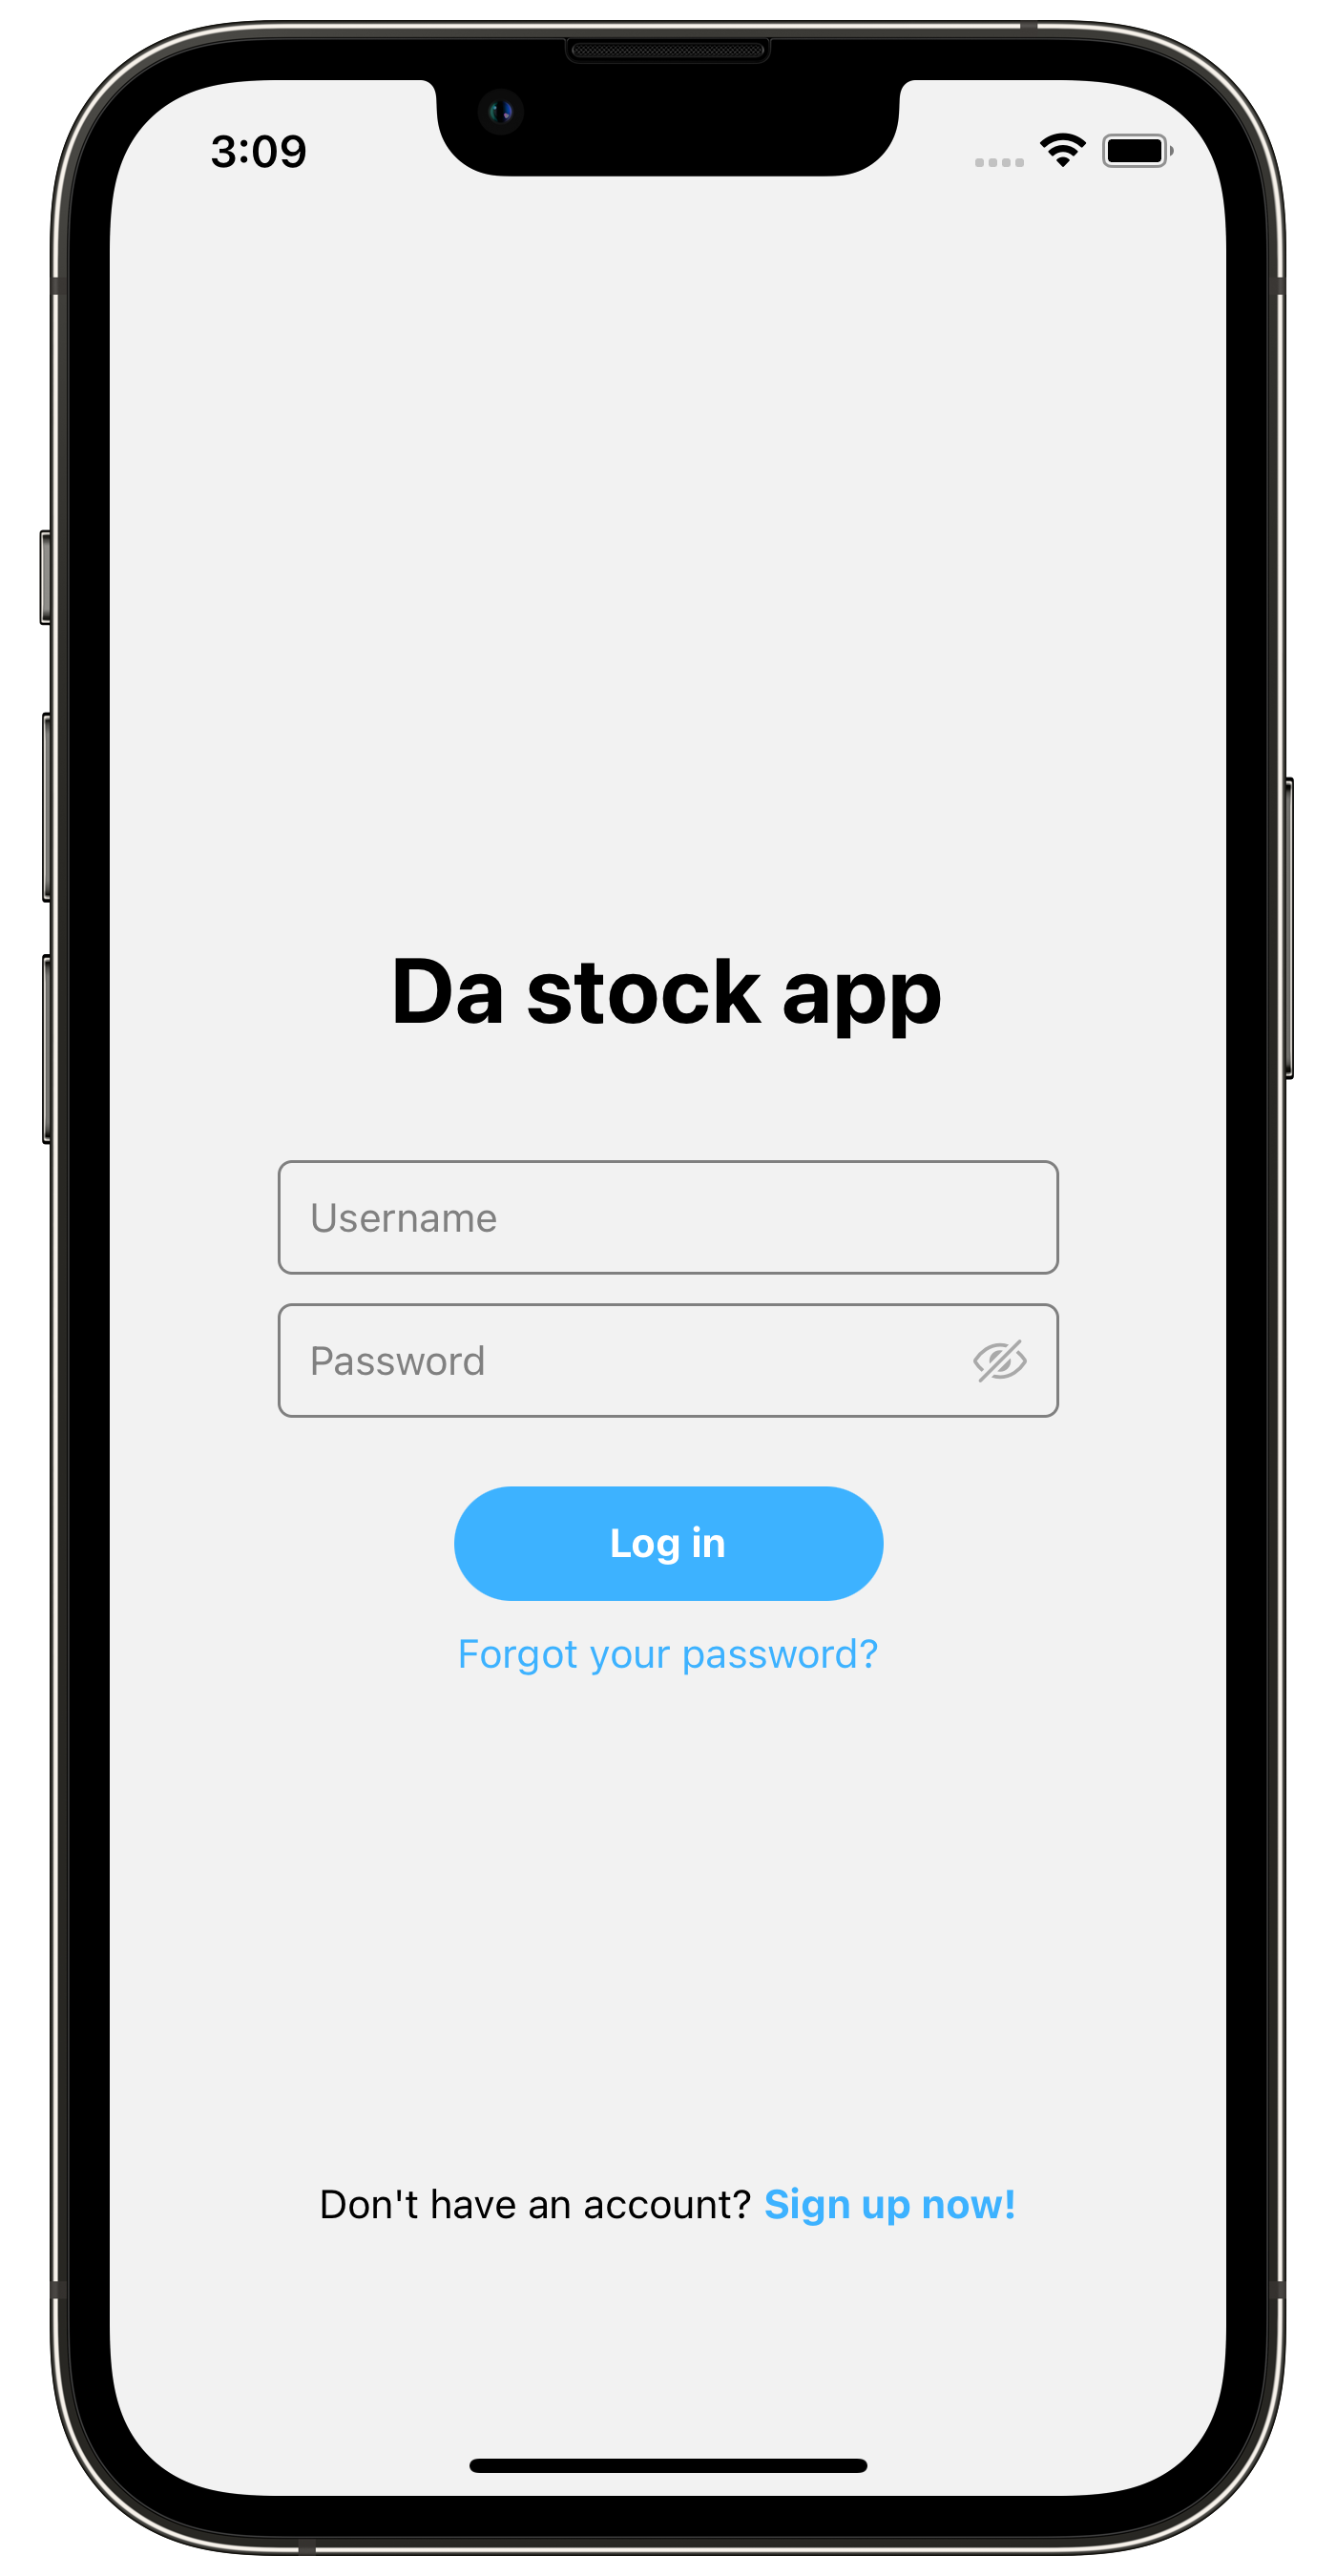 3:09
Da stock app
Username
Password
Log in
Forgot your password?
Don't have an account? Sign up now!